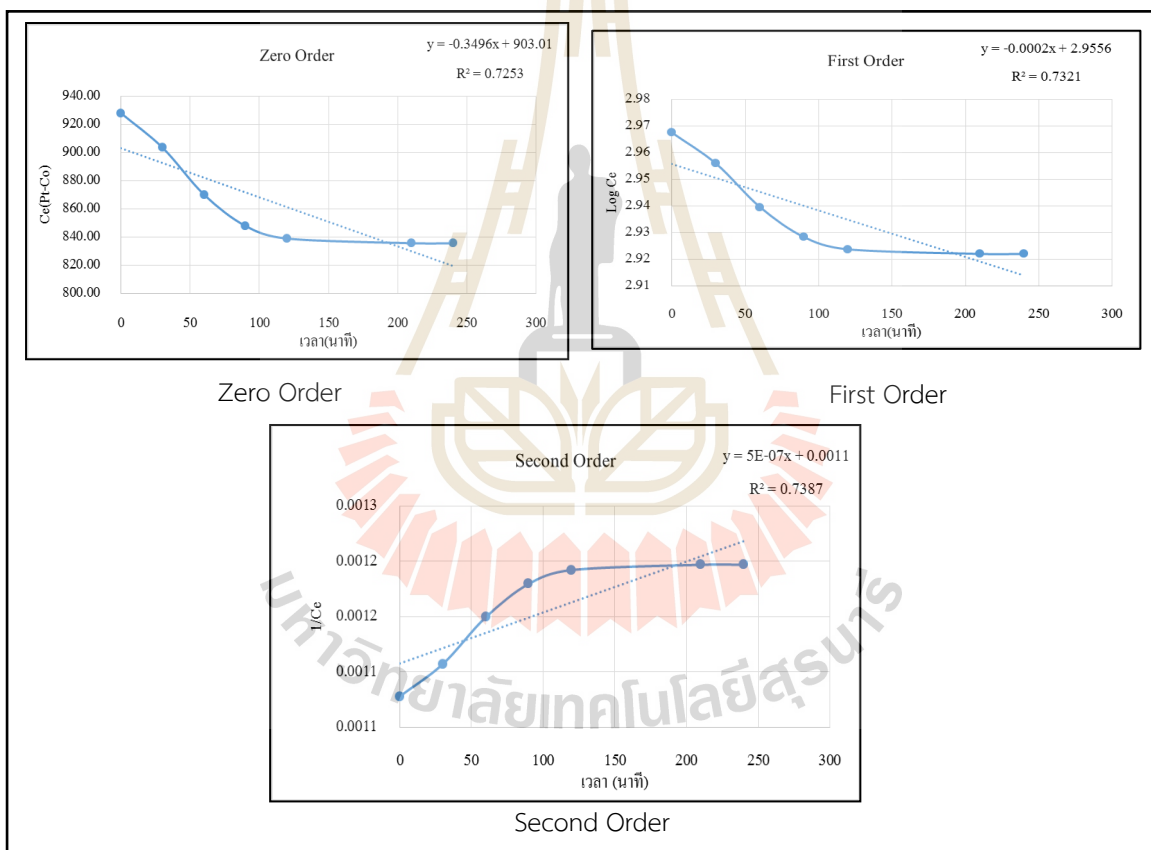 Zero Order
y = -0.3496x + 903.01
R² = 0.7253
940.00
920.00
900.00
880.00
860.00
840.00
820.00
800.00
Ce(Pt-Co)
0 50 100 150 200 250 300
เวลา(นาที)
Zero Order
First Order
y = -0.0002x + 2.9556
R² = 0.7321
2.98
2.97
2.96
2.95
2.94
2.93
2.92
2.91
Log Ce
0 50 100 150 200 250 300
เวลา(นาที)
First Order
Second Order
y = 5E-07x + 0.0011
R² = 0.7387
0.0013
0.0012
0.0012
0.0011
0.0011
1/Ce
0 50 100 150 200 250 300
เวลา (นาที)
Second Order
มหาวิทยาลัยเทคโนโลยีสุรนารี